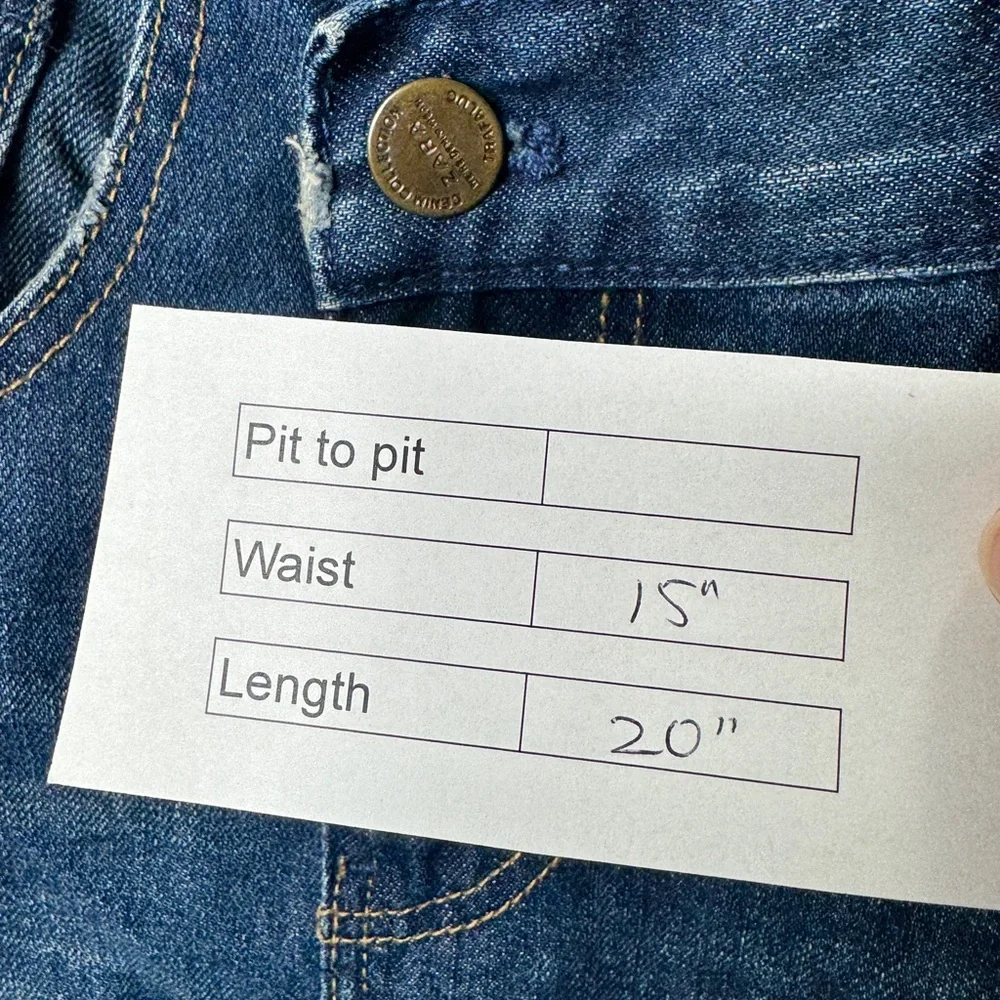 DENIM COLLECTION
ZARA
TRAFALUC
Pit to pit
Waist 15"
Length 20"